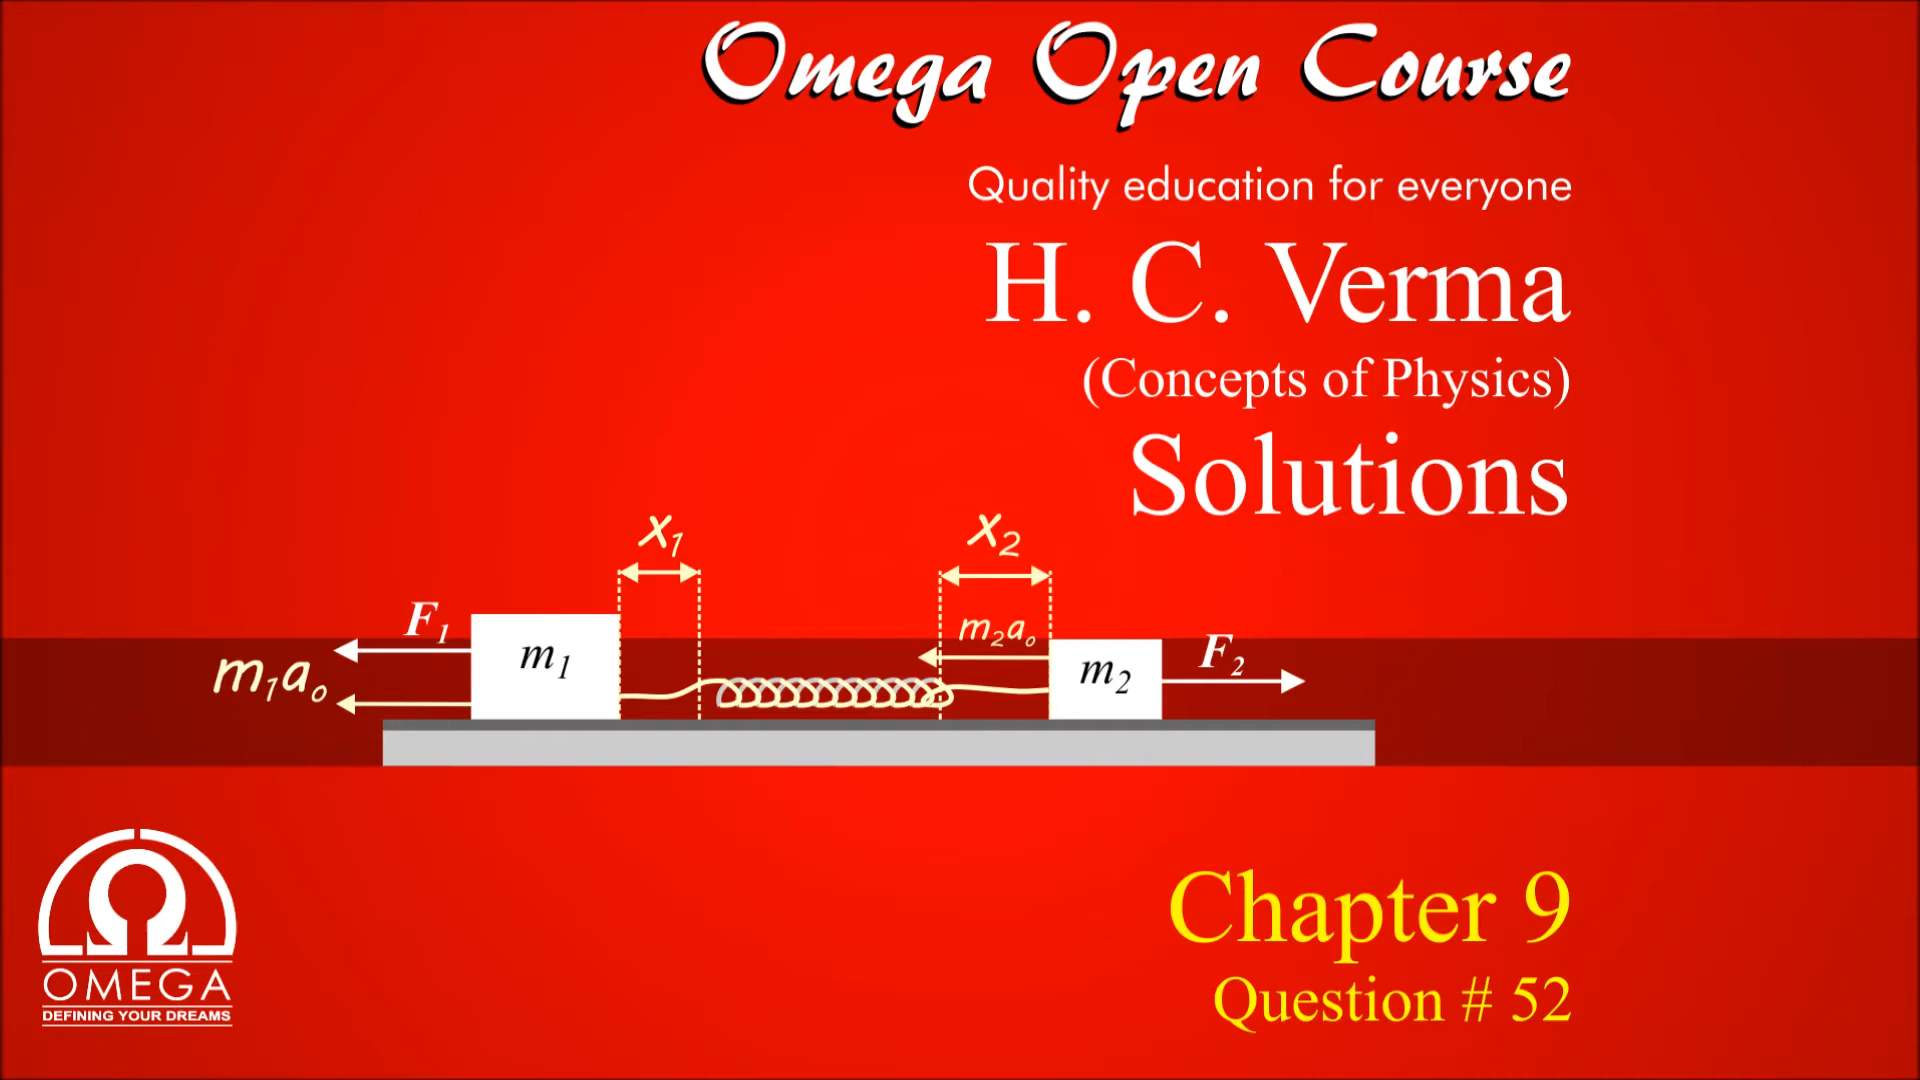 Omega Open Course
Quality education for everyone
H. C. Verma
(Concepts of Physics)
Solutions
x₁
x₂
F₁
m₁
m₂a₀
F₂
m₁a₀
m₂
Chapter 9
Question # 52
Ω
OMEGA
DEFINING YOUR DREAMS